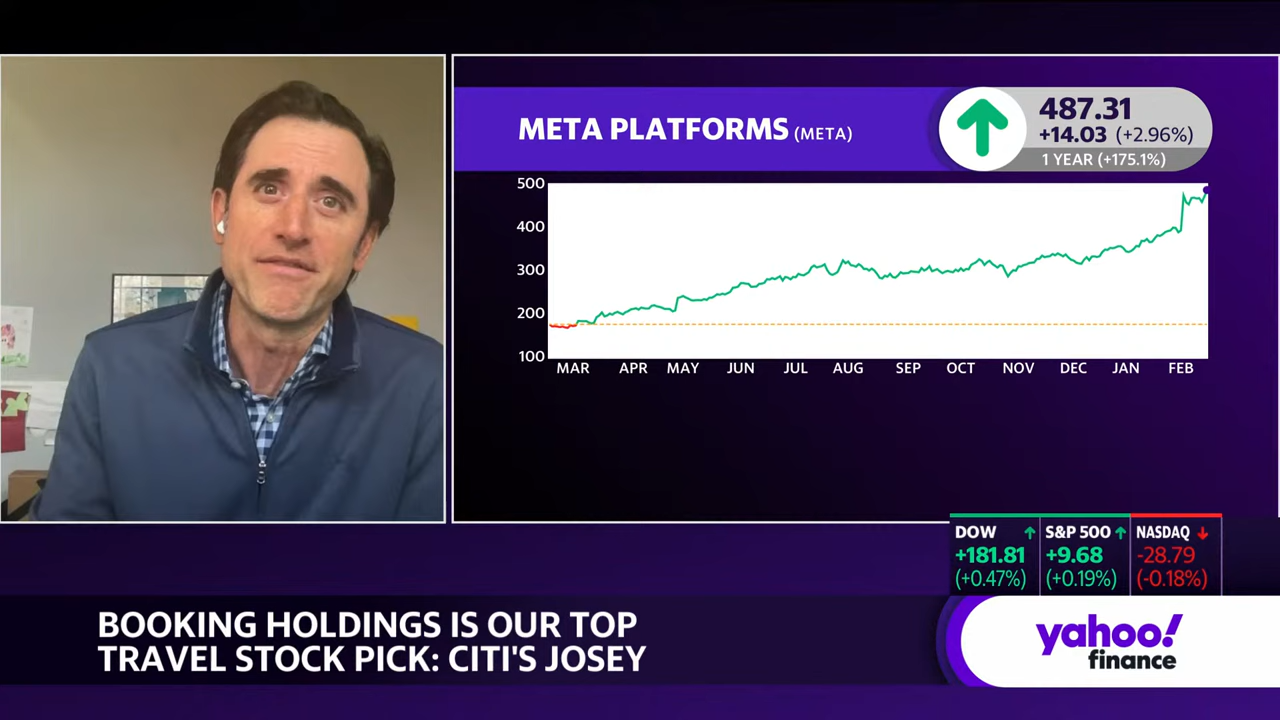 META PLATFORMS (META)
487.31
+14.03 (+2.96%)
1 YEAR (+175.1%)
500
400
300
200
100
MAR APR MAY JUN JUL AUG SEP OCT NOV DEC JAN FEB
DOW
+181.81
(+0.47%)
S&P 500
+9.68
(+0.19%)
NASDAQ
-28.79
(-0.18%)
BOOKING HOLDINGS IS OUR TOP
TRAVEL STOCK PICK: CITI'S JOSEY
yahoo!
finance